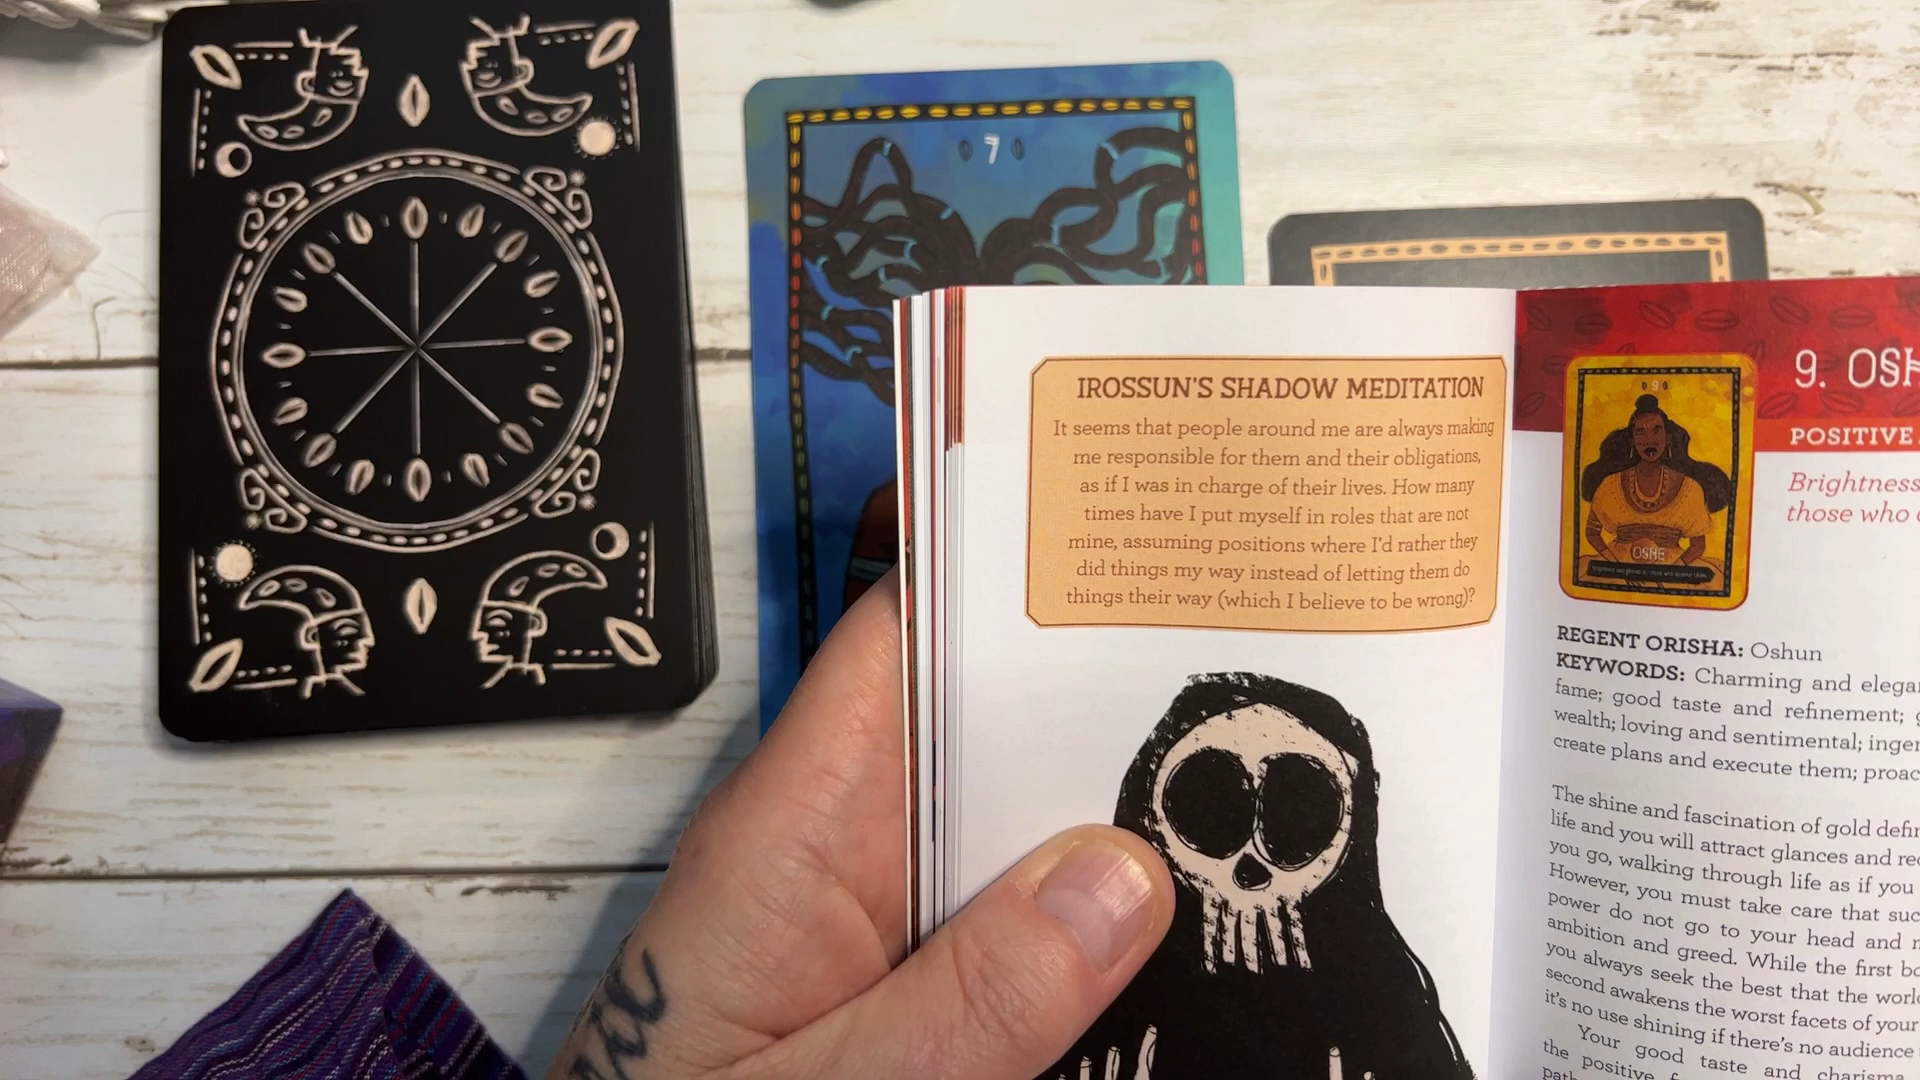 7
IROSSUN'S SHADOW MEDITATION
It seems that people around me are always making
me responsible for them and their obligations,
as if I was in charge of their lives. How many
times have I put myself in roles that are not
mine, assuming positions where I'd rather they
did things my way instead of letting them do
things their way (which I believe to be wrong)?
9. OSH
POSITIVE
Brightness
those who
9
OSHE
REGENT ORISHA: Oshun
KEYWORDS: Charming and elegan
fame; good taste and refinement;
wealth; loving and sentimental; inge
create plans and execute them; proac
The shine and fascination of gold defin
life and you will attract glances and re
you go, walking through life as if you
However, you must take care that suc
power do not go to your head and
ambition and greed. While the first bo
you always seek the best that the worl
second awakens the worst facets of your
it's no use shining if there's no audience
Your good taste and charisma
the positive